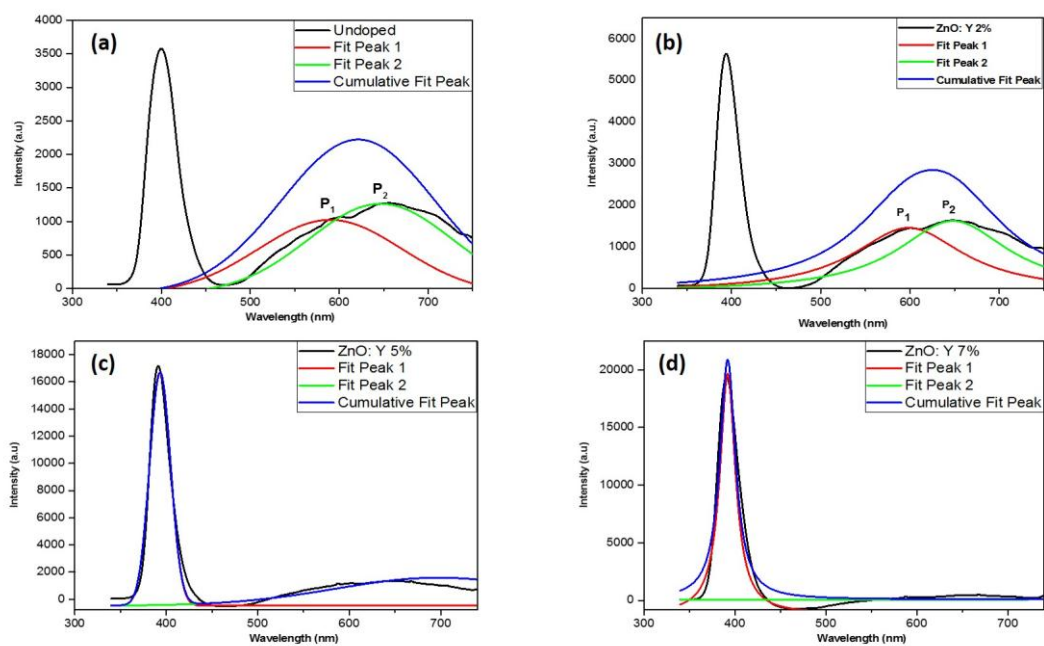 (a)
Undoped
Fit Peak 1
Fit Peak 2
Cumulative Fit Peak
P1
P2
Intensity (a.u)
4000
3500
3000
2500
2000
1500
1000
500
0
300 400 500 600 700
Wavelength (nm)
(b)
ZnO: Y 2%
Fit Peak 1
Fit Peak 2
Cumulative Fit Peak
P1
P2
Intensity (a.u.)
6000
5000
4000
3000
2000
1000
0
300 400 500 600 700
Wavelength (nm)
(c)
ZnO: Y 5%
Fit Peak 1
Fit Peak 2
Cumulative Fit Peak
Intensity (a.u)
18000
16000
14000
12000
10000
8000
6000
4000
2000
0
300 400 500 600 700
Wavelength (nm)
(d)
ZnO: Y 7%
Fit Peak 1
Fit Peak 2
Cumulative Fit Peak
Intensity (a.u)
20000
15000
10000
5000
0
300 400 500 600 700
Wavelength (nm)